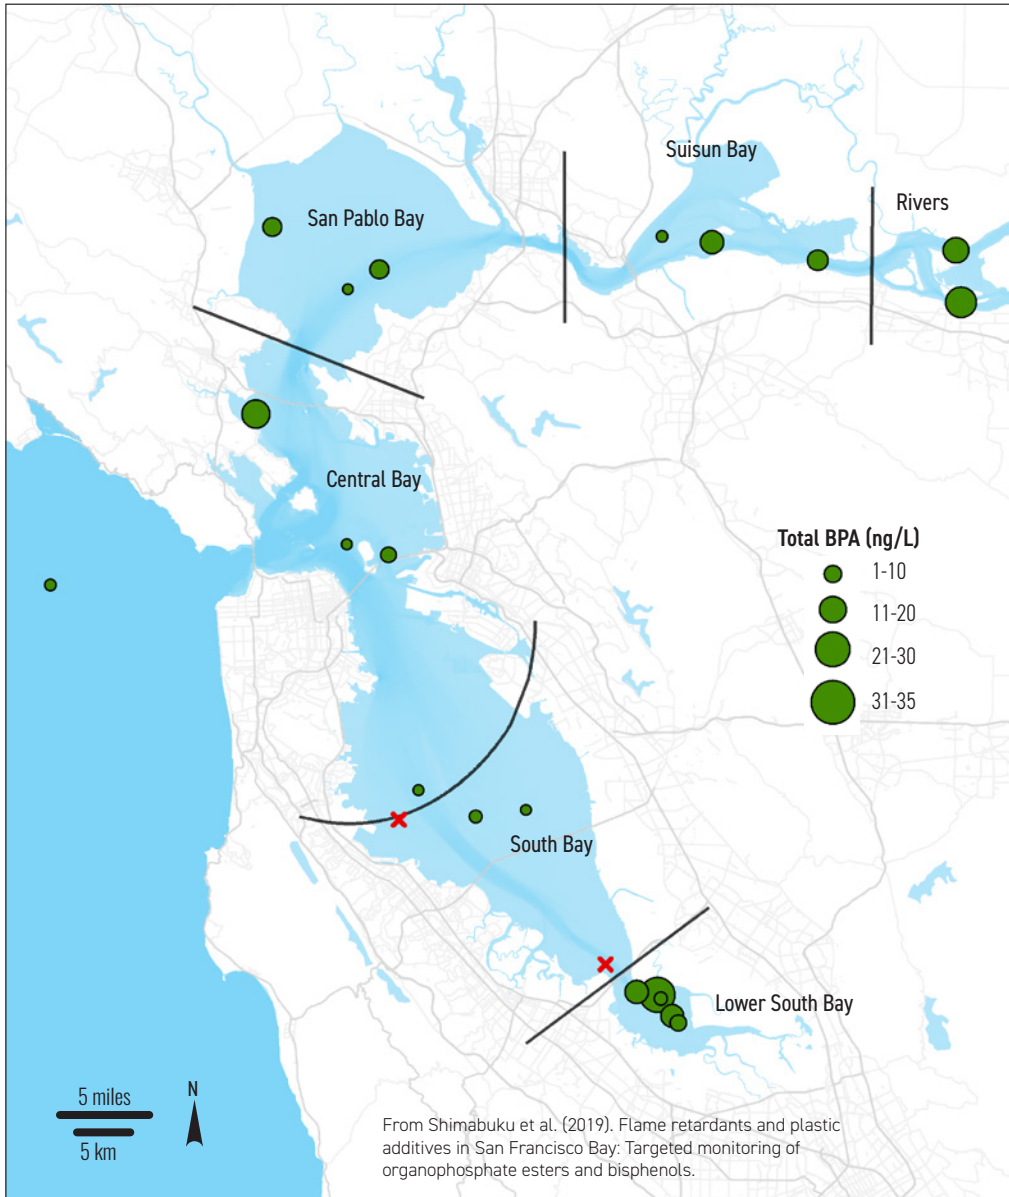 Suisun Bay
Rivers
San Pablo Bay
Central Bay
Total BPA (ng/L)
1-10
11-20
21-30
31-35
South Bay
Lower South Bay
5 miles
5 km
N
From Shimabuku et al. (2019). Flame retardants and plastic
additives in San Francisco Bay: Targeted monitoring of
organophosphate esters and bisphenols.